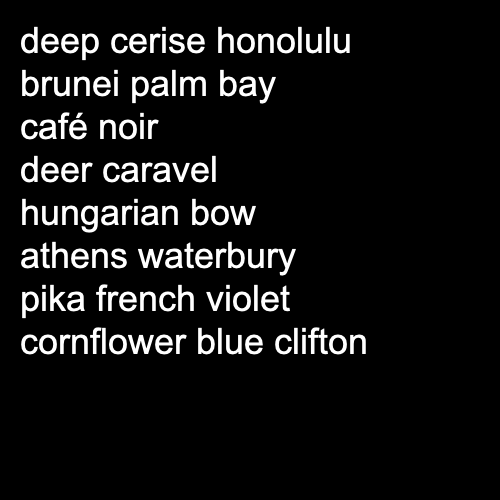 deep cerise honolulu
brunei palm bay
café noir
deer caravel
hungarian bow
athens waterbury
pika french violet
cornflower blue clifton